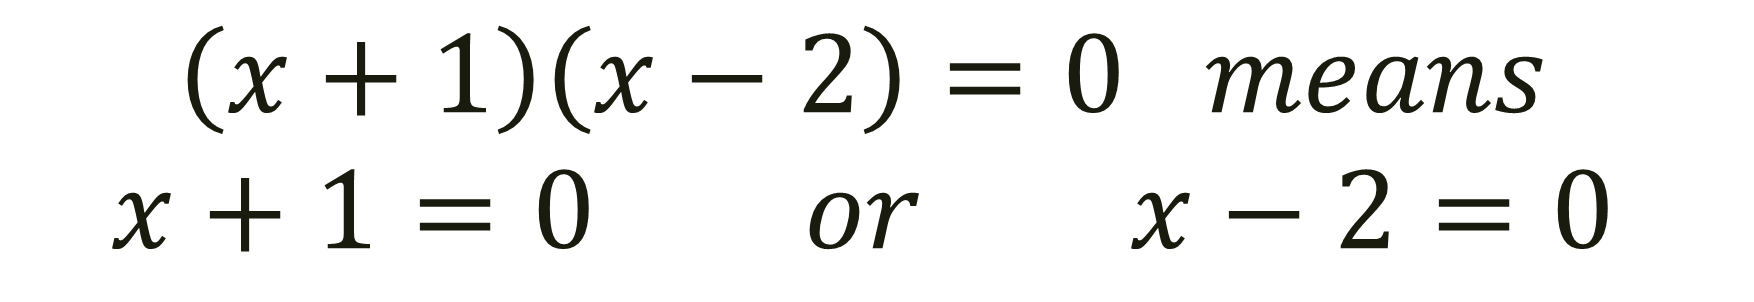 (x + 1)(x − 2) = 0 means
x + 1 = 0 or x − 2 = 0